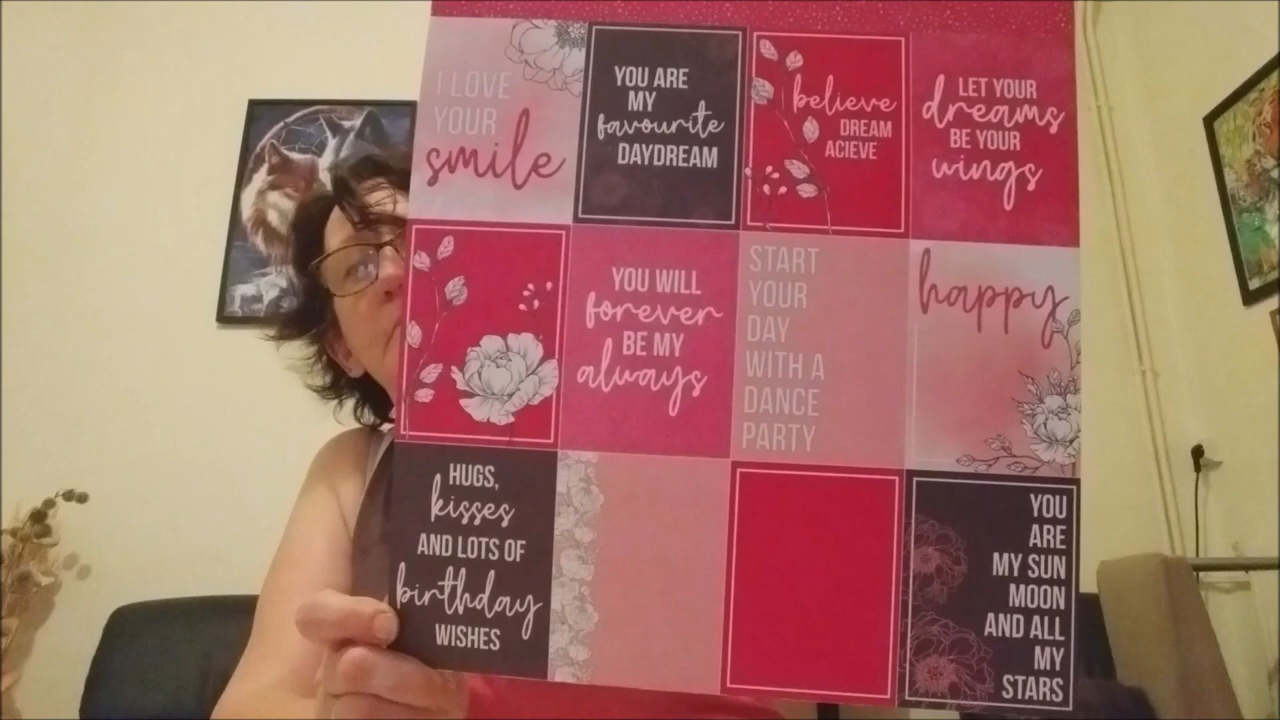 I LOVE
YOUR
smile
YOU ARE
MY
favourite
DAYDREAM
believe
DREAM
ACIEVE
LET YOUR
dreams
BE YOUR
wings
YOU WILL
forever
BE MY
always
START
YOUR
DAY
WITH A
DANCE
PARTY
happy
HUGS,
kisses
AND LOTS OF
birthday
WISHES
YOU
ARE
MY SUN
MOON
AND ALL
MY
STARS